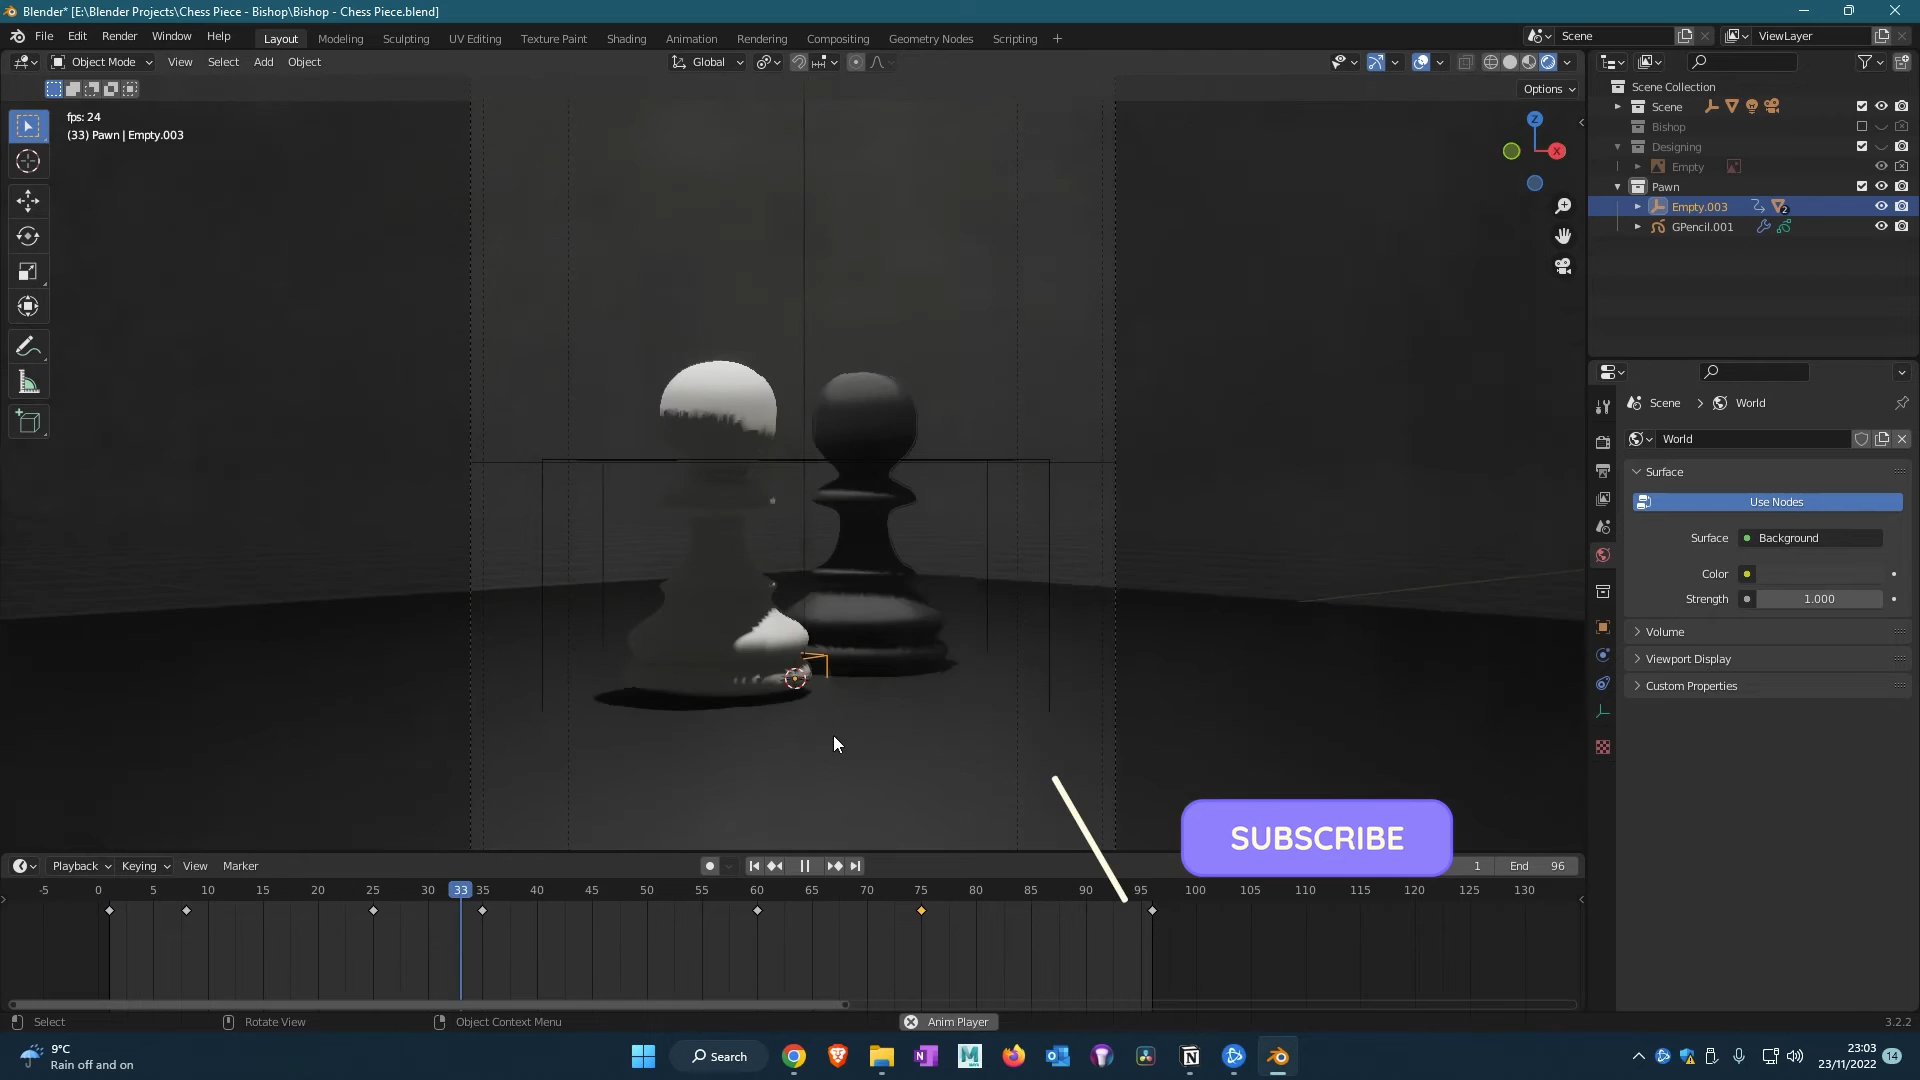 Blender* [E:\Blender Projects\Chess Piece - Bishop\Bishop - Chess Piece.blend]
File Edit Render Window Help Layout Modeling Sculpting UV Editing Texture Paint Shading Animation Rendering Compositing Geometry Nodes Scripting + Scene ViewLayer
Object Mode View Select Add Object Global
Options
fps: 24
(33) Pawn | Empty.003
Z
X
Scene Collection
Scene
Bishop
Designing
Empty
Pawn
Empty.003 2
GPencil.001
Scene > World
World
Surface
Use Nodes
Surface Background
Color
Strength 1.000
Volume
Viewport Display
Custom Properties
SUBSCRIBE
Playback Keying View Marker 1 End 96
-5 0 5 10 15 20 25 30 33 35 40 45 50 55 60 65 70 75 80 85 90 95 100 105 110 115 120 125 130
Select Rotate View Object Context Menu Anim Player 3.2.2
9°C
Rain off and on
Search
23:03
23/11/2022
14